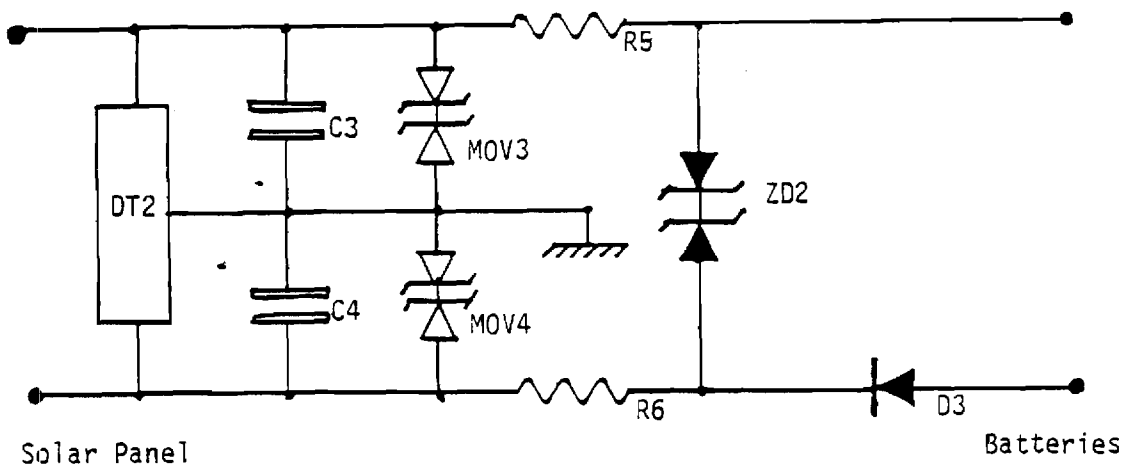 R5
C3
MOV3
DT2
ZD2
C4
MOV4
R6
D3
Solar Panel
Batteries